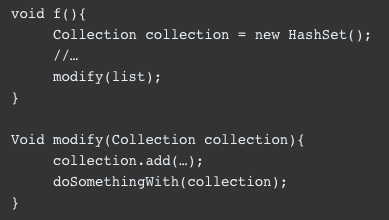 void f(){
Collection collection = new HashSet();
//…
modify(list);
}
Void modify(Collection collection){
collection.add(…);
doSomethingWith(collection);
}